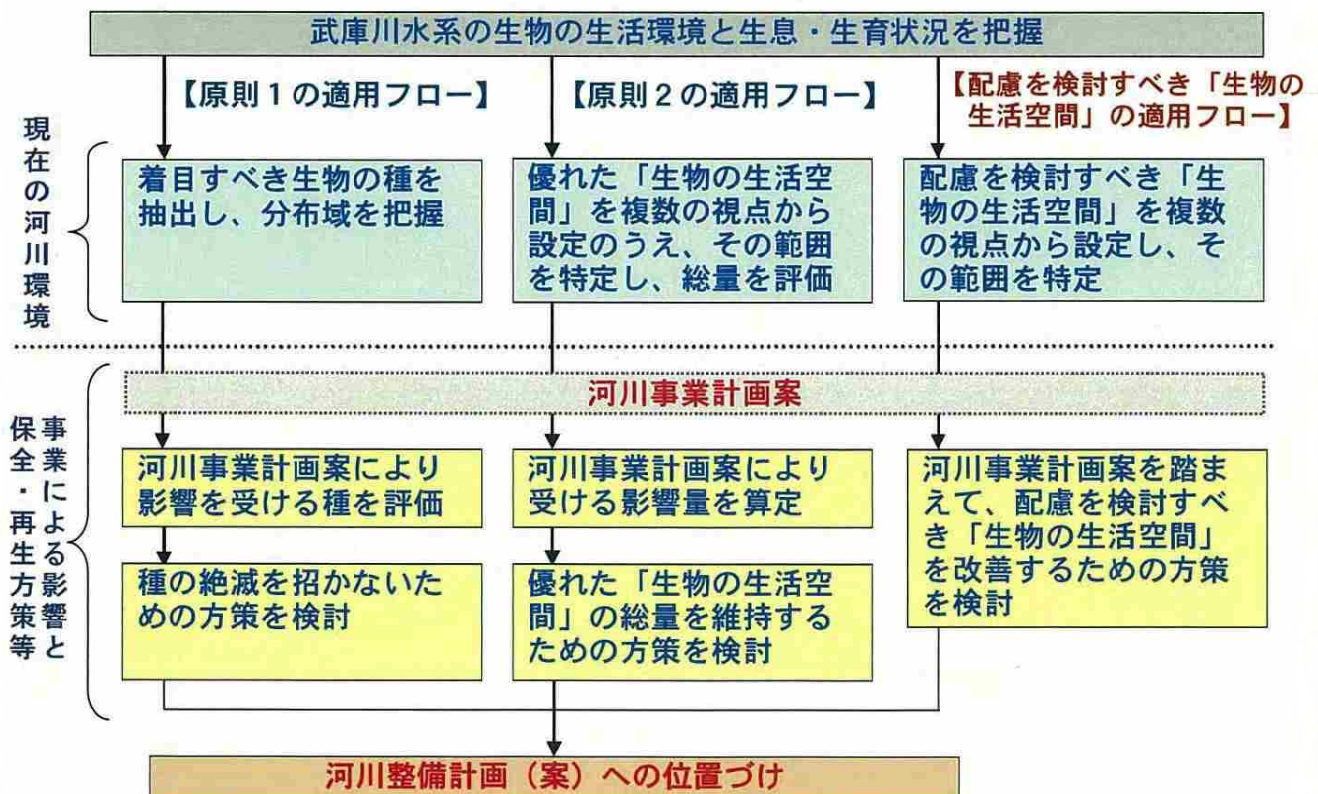 武庫川水系の生物の生活環境と生息・生育状況を把握
【原則1の適用フロー】
【原則2の適用フロー】
【配慮を検討すべき「生物の
生活空間」の適用フロー】
現在の河川環境
着目すべき生物の種を
抽出し、分布域を把握
優れた「生物の生活空
間」を複数の視点から
設定のうえ、その範囲
を特定し、総量を評価
配慮を検討すべき「生
物の生活空間」を複数
の視点から設定し、そ
の範囲を特定
河川事業計画案
事業による影響と
保全・再生方策等
河川事業計画案により
影響を受ける種を評価
河川事業計画案により
受ける影響量を算定
河川事業計画案を踏ま
えて、配慮を検討すべ
き「生物の生活空間」
を改善するための方策
を検討
種の絶滅を招かないた
めの方策を検討
優れた「生物の生活空
間」の総量を維持する
ための方策を検討
河川整備計画（案）への位置づけ